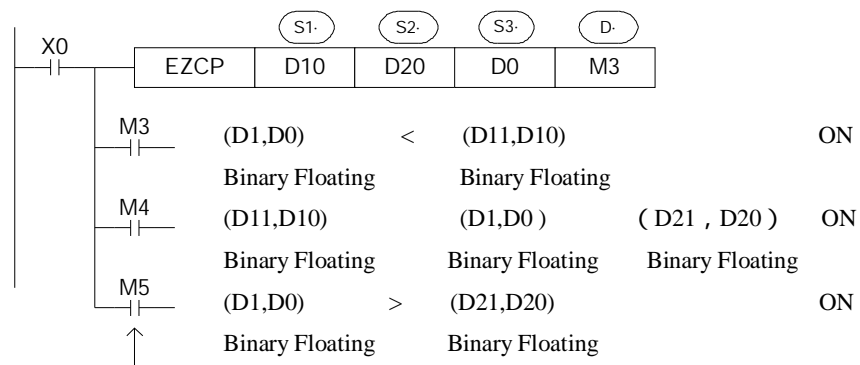 S1· S2· S3· D·
X0
EZCP D10 D20 D0 M3
M3 (D1,D0) < (D11,D10) ON
Binary Floating Binary Floating
M4 (D11,D10) (D1,D0 ) ( D21 , D20 ) ON
Binary Floating Binary Floating Binary Floating
M5 (D1,D0) > (D21,D20) ON
Binary Floating Binary Floating